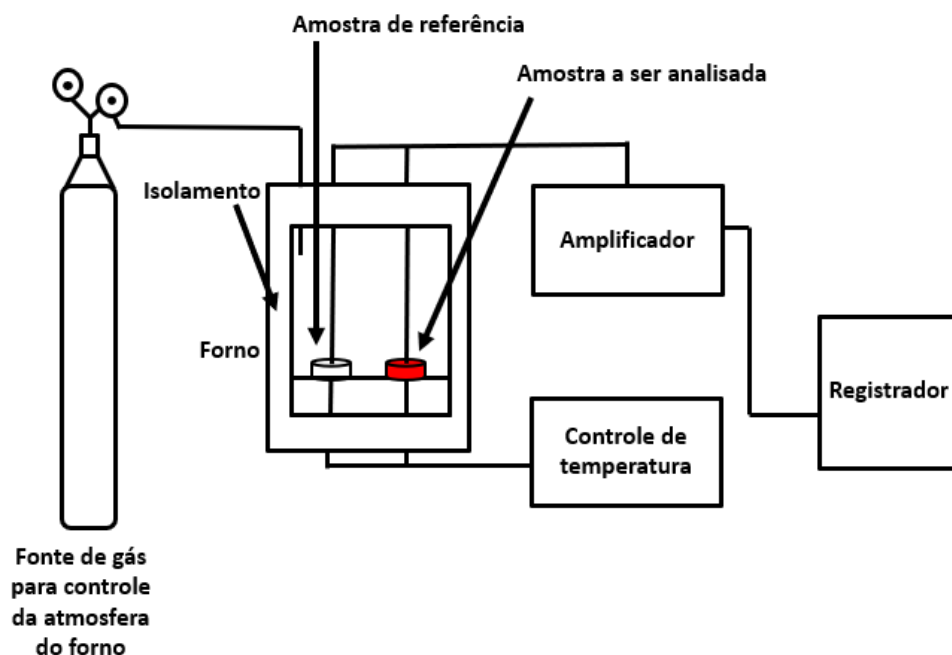 Amostra de referência
Amostra a ser analisada
Isolamento
Amplificador
Forno
Registrador
Controle de
temperatura
Fonte de gás
para controle
da atmosfera
do forno